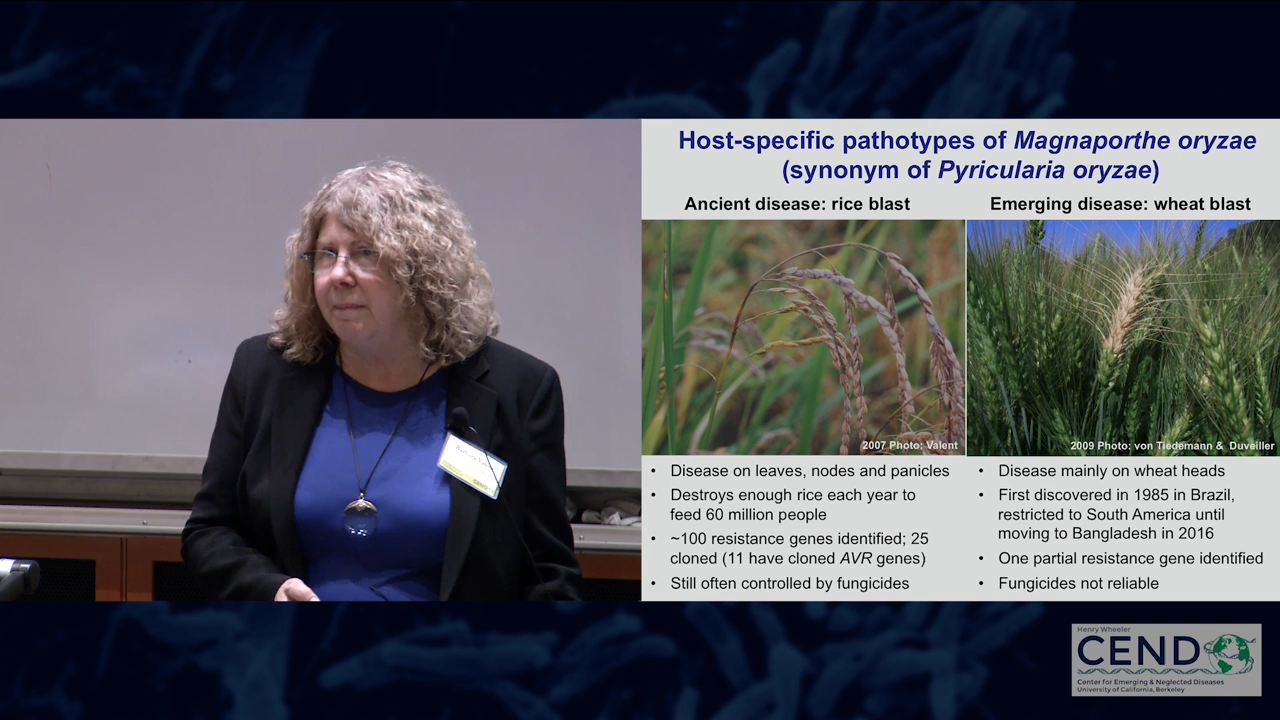 Host-specific pathotypes of Magnaporthe oryzae
(synonym of Pyricularia oryzae)
Ancient disease: rice blast
2007 Photo: Valent
• Disease on leaves, nodes and panicles
• Destroys enough rice each year to
feed 60 million people
• ~100 resistance genes identified; 25
cloned (11 have cloned AVR genes)
• Still often controlled by fungicides
Emerging disease: wheat blast
2009 Photo: von Tiedemann & Duveiller
• Disease mainly on wheat heads
• First discovered in 1985 in Brazil,
restricted to South America until
moving to Bangladesh in 2016
• One partial resistance gene identified
• Fungicides not reliable
Barbara
CEND
Henry Wheeler
CEND
Center for Emerging & Neglected Diseases
University of California, Berkeley